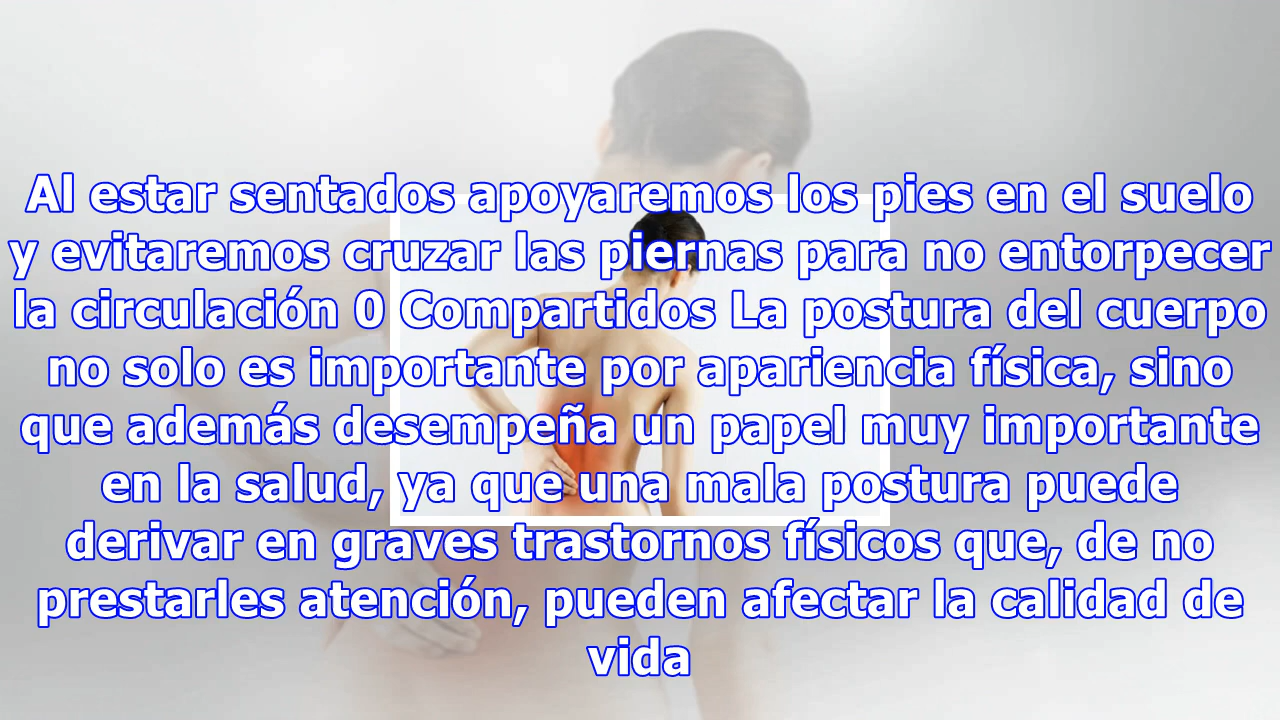 Al estar sentados apoyaremos los pies en el suelo
y evitaremos cruzar las piernas para no entorpecer
la circulación 0 Compartidos La postura del cuerpo
no solo es importante por apariencia física, sino
que además desempeña un papel muy importante
en la salud, ya que una mala postura puede
derivar en graves trastornos físicos que, de no
prestarles atención, pueden afectar la calidad de
vida